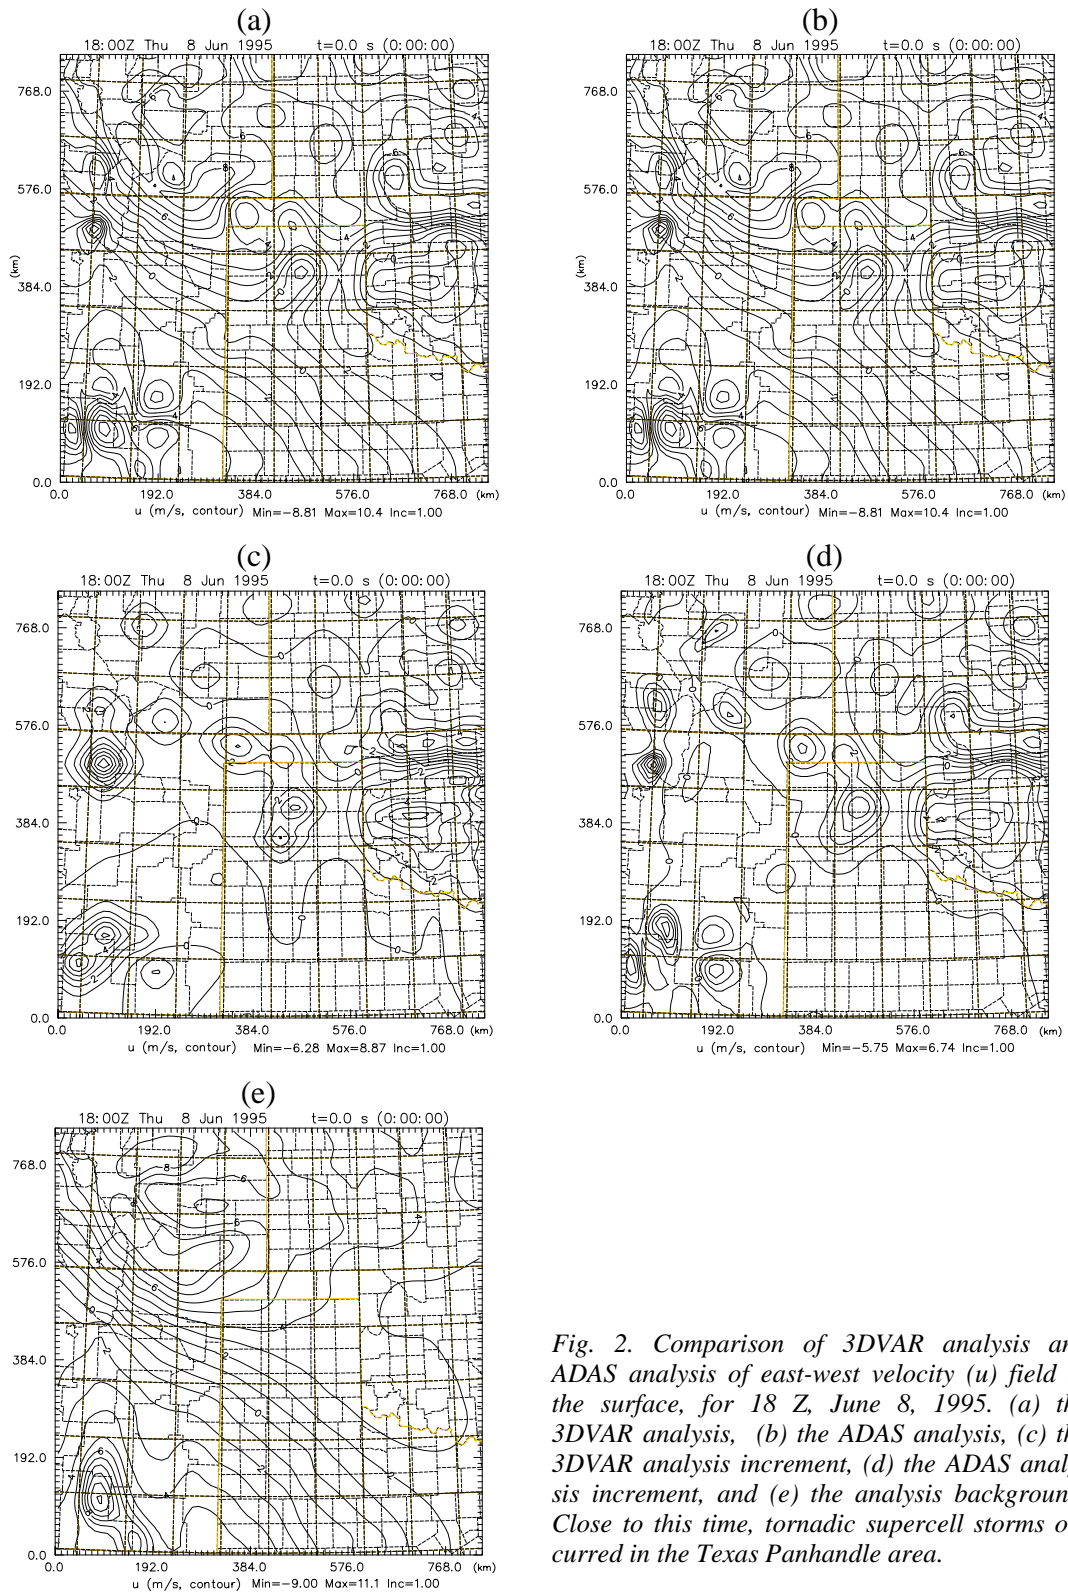 (a)
18:00Z Thu 8 Jun 1995 t=0.0 s (0:00:00)
768.0
576.0
(km)
384.0
192.0
0.0
0.0 192.0 384.0 576.0 768.0 (km)
u (m/s, contour) Min=−8.81 Max=10.4 Inc=1.00
(b)
18:00Z Thu 8 Jun 1995 t=0.0 s (0:00:00)
768.0
576.0
(km)
384.0
192.0
0.0
0.0 192.0 384.0 576.0 768.0 (km)
u (m/s, contour) Min=−8.81 Max=10.4 Inc=1.00
(c)
18:00Z Thu 8 Jun 1995 t=0.0 s (0:00:00)
768.0
576.0
384.0
192.0
0.0
0.0 192.0 384.0 576.0 768.0 (km)
u (m/s, contour) Min=−6.28 Max=8.87 Inc=1.00
(d)
18:00Z Thu 8 Jun 1995 t=0.0 s (0:00:00)
768.0
576.0
384.0
192.0
0.0
0.0 192.0 384.0 576.0 768.0 (km)
u (m/s, contour) Min=−5.75 Max=6.74 Inc=1.00
(e)
18:00Z Thu 8 Jun 1995 t=0.0 s (0:00:00)
768.0
576.0
384.0
192.0
0.0
0.0 192.0 384.0 576.0 768.0 (km)
u (m/s, contour) Min=−9.00 Max=11.1 Inc=1.00
Fig. 2. Comparison of 3DVAR analysis an
ADAS analysis of east-west velocity (u) field
the surface, for 18 Z, June 8, 1995. (a) th
3DVAR analysis, (b) the ADAS analysis, (c) th
3DVAR analysis increment, (d) the ADAS analy
sis increment, and (e) the analysis background
Close to this time, tornadic supercell storms o
curred in the Texas Panhandle area.